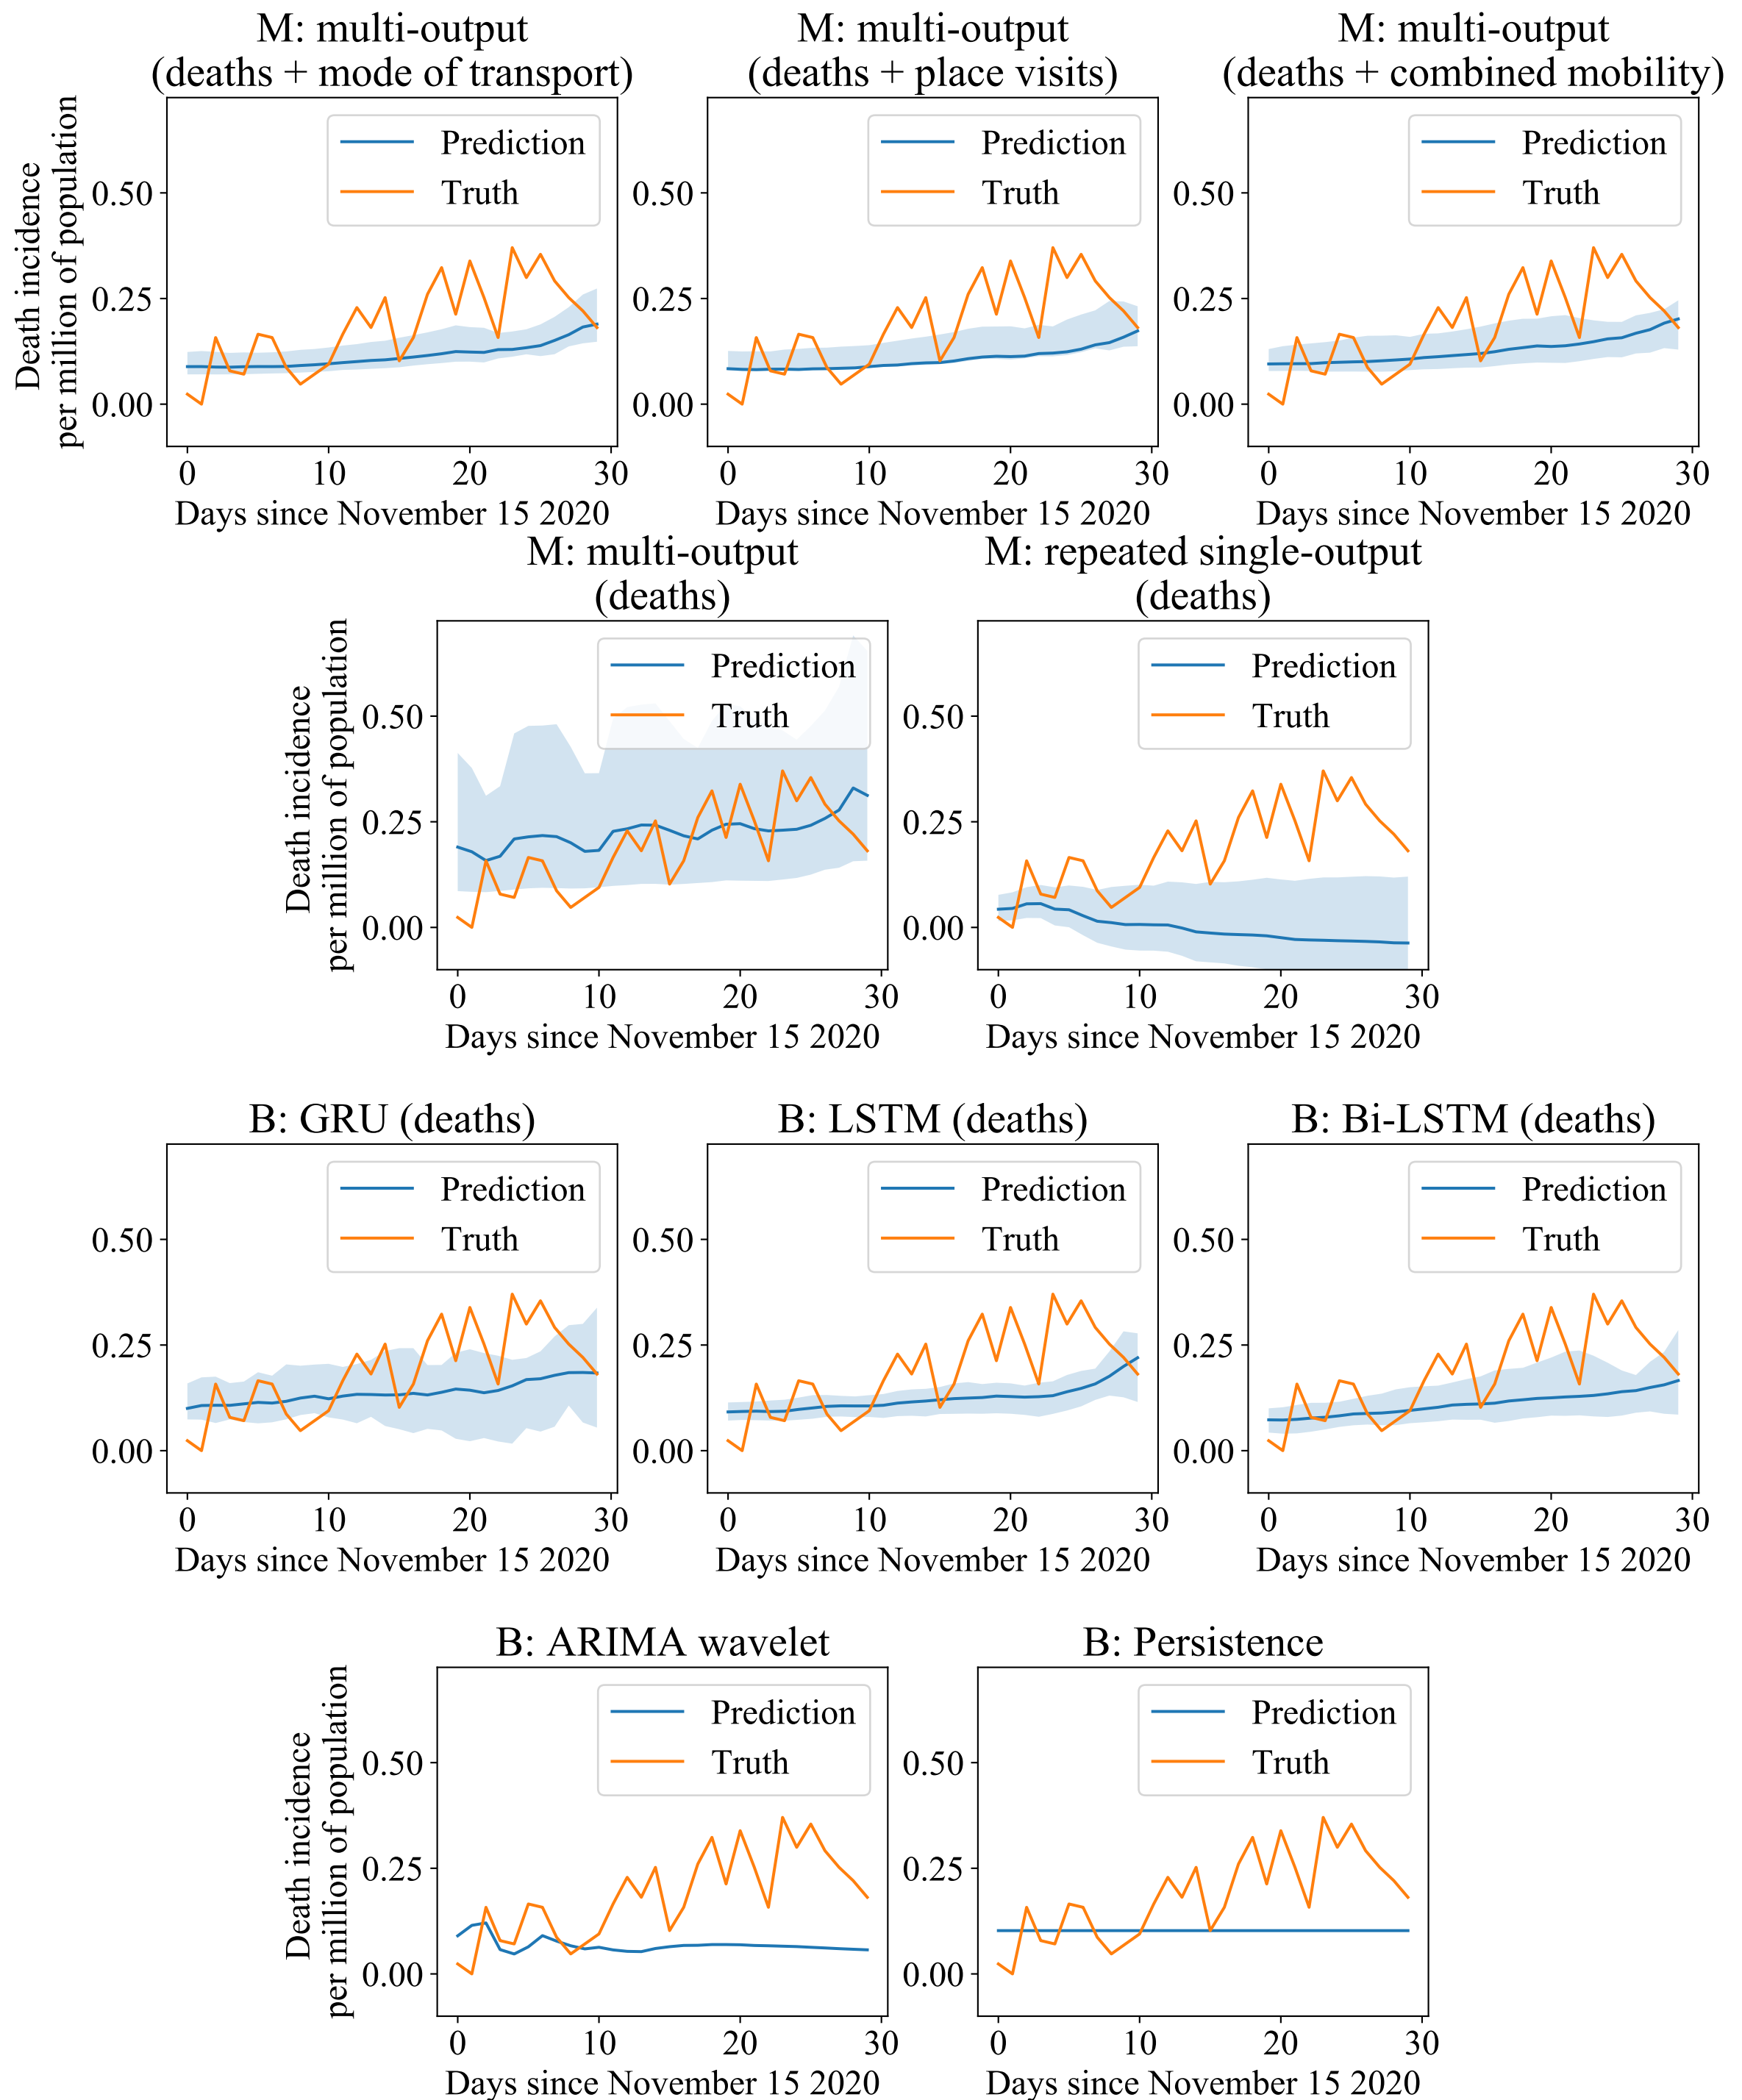 M: multi-output
(deaths + mode of transport)
M: multi-output
(deaths + place visits)
M: multi-output
(deaths + combined mobility)
Death incidence
per million of population
0.50
0.25
0.00
Prediction
Truth
0 10 20 30
Days since November 15 2020
0.50
0.25
0.00
Prediction
Truth
0 10 20 30
Days since November 15 2020
0.50
0.25
0.00
Prediction
Truth
0 10 20 30
Days since November 15 2020
M: multi-output
(deaths)
M: repeated single-output
(deaths)
Death incidence
per million of population
0.50
0.25
0.00
Prediction
Truth
0 10 20 30
Days since November 15 2020
0.50
0.25
0.00
Prediction
Truth
0 10 20 30
Days since November 15 2020
B: GRU (deaths)
0.50
0.25
0.00
Prediction
Truth
0 10 20 30
Days since November 15 2020
B: LSTM (deaths)
0.50
0.25
0.00
Prediction
Truth
0 10 20 30
Days since November 15 2020
B: Bi-LSTM (deaths)
0.50
0.25
0.00
Prediction
Truth
0 10 20 30
Days since November 15 2020
B: ARIMA wavelet
Death incidence
per million of population
0.50
0.25
0.00
Prediction
Truth
0 10 20 30
Days since November 15 2020
B: Persistence
0.50
0.25
0.00
Prediction
Truth
0 10 20 30
Days since November 15 2020